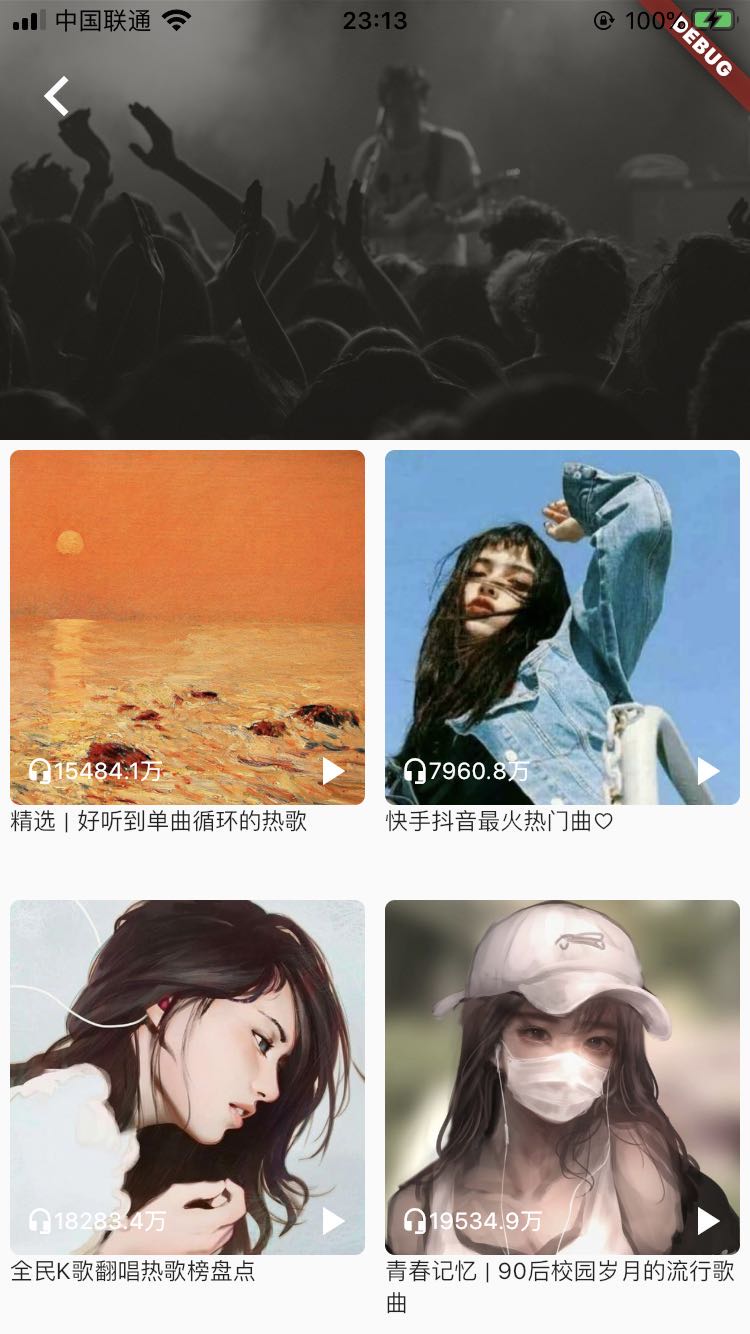 中国联通
23:13
100%
DEBUG
15484.1万
7960.8万
精选 | 好听到单曲循环的热歌
快手抖音最火热门曲♡
18283.4万
19534.9万
全民K歌翻唱热歌榜盘点
青春记忆 | 90后校园岁月的流行歌
曲